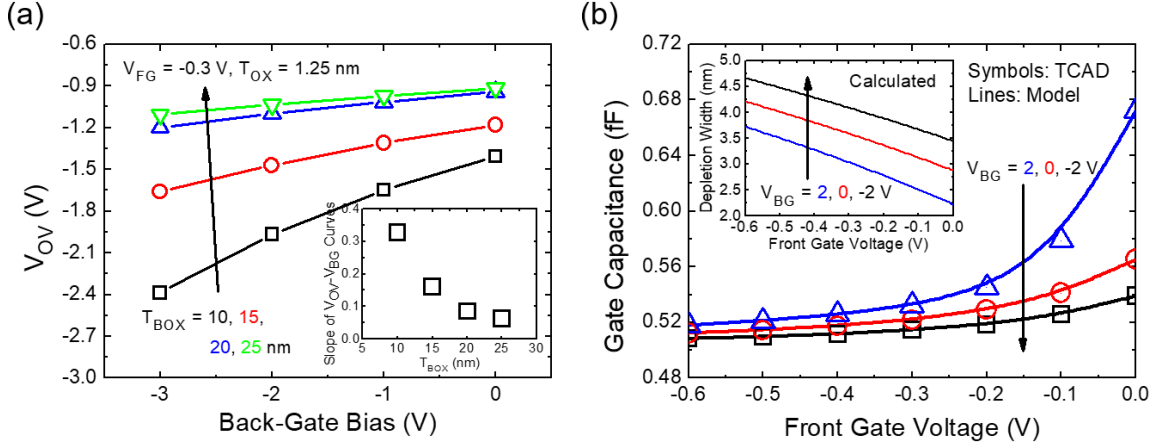 (a)
-0.6
-0.9
-1.2
-1.5
-1.8
-2.1
-2.4
-2.7
-3.0
V_OV (V)
V_FG = -0.3 V, T_OX = 1.25 nm
T_BOX = 10, 15,
20, 25 nm
-3
-2
-1
0
Back-Gate Bias (V)
0.4
0.3
0.2
0.1
0.0
Slope of V_OV-V_BG Curves
5
10
15
20
25
30
T_BOX (nm)
(b)
0.72
0.68
0.64
0.60
0.56
0.52
0.48
Gate Capacitance (fF)
5.0
4.5
4.0
3.5
3.0
2.5
2.0
Depletion Width (nm)
Calculated
V_BG = 2, 0, -2 V
-0.6
-0.5
-0.4
-0.3
-0.2
-0.1
0.0
Front Gate Voltage (V)
Symbols: TCAD
Lines: Model
V_BG = 2, 0, -2 V
-0.6
-0.5
-0.4
-0.3
-0.2
-0.1
0.0
Front Gate Voltage (V)